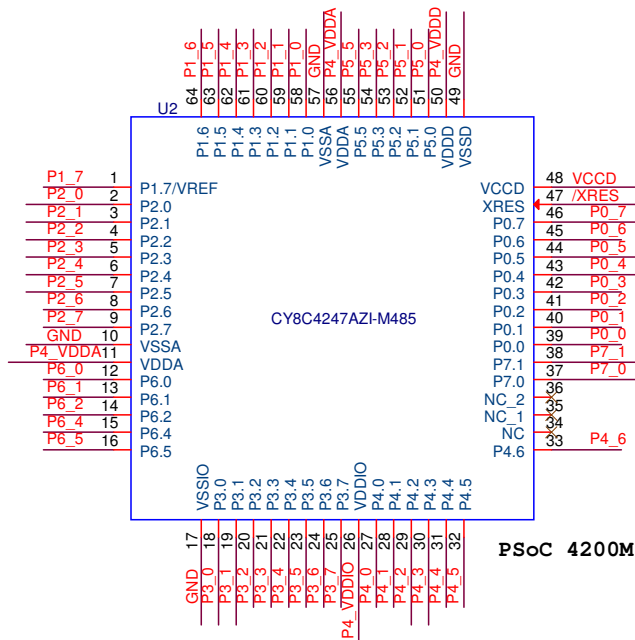 P1_6 P1_5 P1_4 P1_3 P1_2 P1_1 P1_0 GND P4_VDDA P5_5 P5_3 P5_2 P5_1 P5_0 P4_VDDD GND
64 63 62 61 60 59 58 57 56 55 54 53 52 51 50 49
U2
P1.6 P1.5 P1.4 P1.3 P1.2 P1.1 P1.0 VSSA VDDA P5.5 P5.3 P5.2 P5.1 P5.0 VDDD VSSD
P1_7 1 P1.7/VREF VCCD 48 VCCD
P2_0 2 P2.0 XRES 47 /XRES
P2_1 3 P2.1 P0.7 46 P0_7
P2_2 4 P2.2 P0.6 45 P0_6
P2_3 5 P2.3 P0.5 44 P0_5
P2_4 6 P2.4 P0.4 43 P0_4
P2_5 7 P2.5 P0.3 42 P0_3
P2_6 8 P2.6 P0.2 41 P0_2
P2_7 9 P2.7 P0.1 40 P0_1
CY8C4247AZI-M485
GND 10 VSSA P0.0 39 P0_0
P4_VDDA 11 VDDA P7.1 38 P7_1
P6_0 12 P6.0 P7.0 37 P7_0
P6_1 13 P6.1 NC_2 36
P6_2 14 P6.2 NC_1 35
P6_4 15 P6.4 NC 34
P6_5 16 P6.5 P4.6 33 P4_6
VSSIO P3.0 P3.1 P3.2 P3.3 P3.4 P3.5 P3.6 P3.7 VDDIO P4.0 P4.1 P4.2 P4.3 P4.4 P4.5
17 18 19 20 21 22 23 24 25 26 27 28 29 30 31 32
PSoC 4200M
GND P3_0 P3_1 P3_2 P3_3 P3_4 P3_5 P3_6 P3_7 P4_VDDIO P4_0 P4_1 P4_2 P4_3 P4_4 P4_5